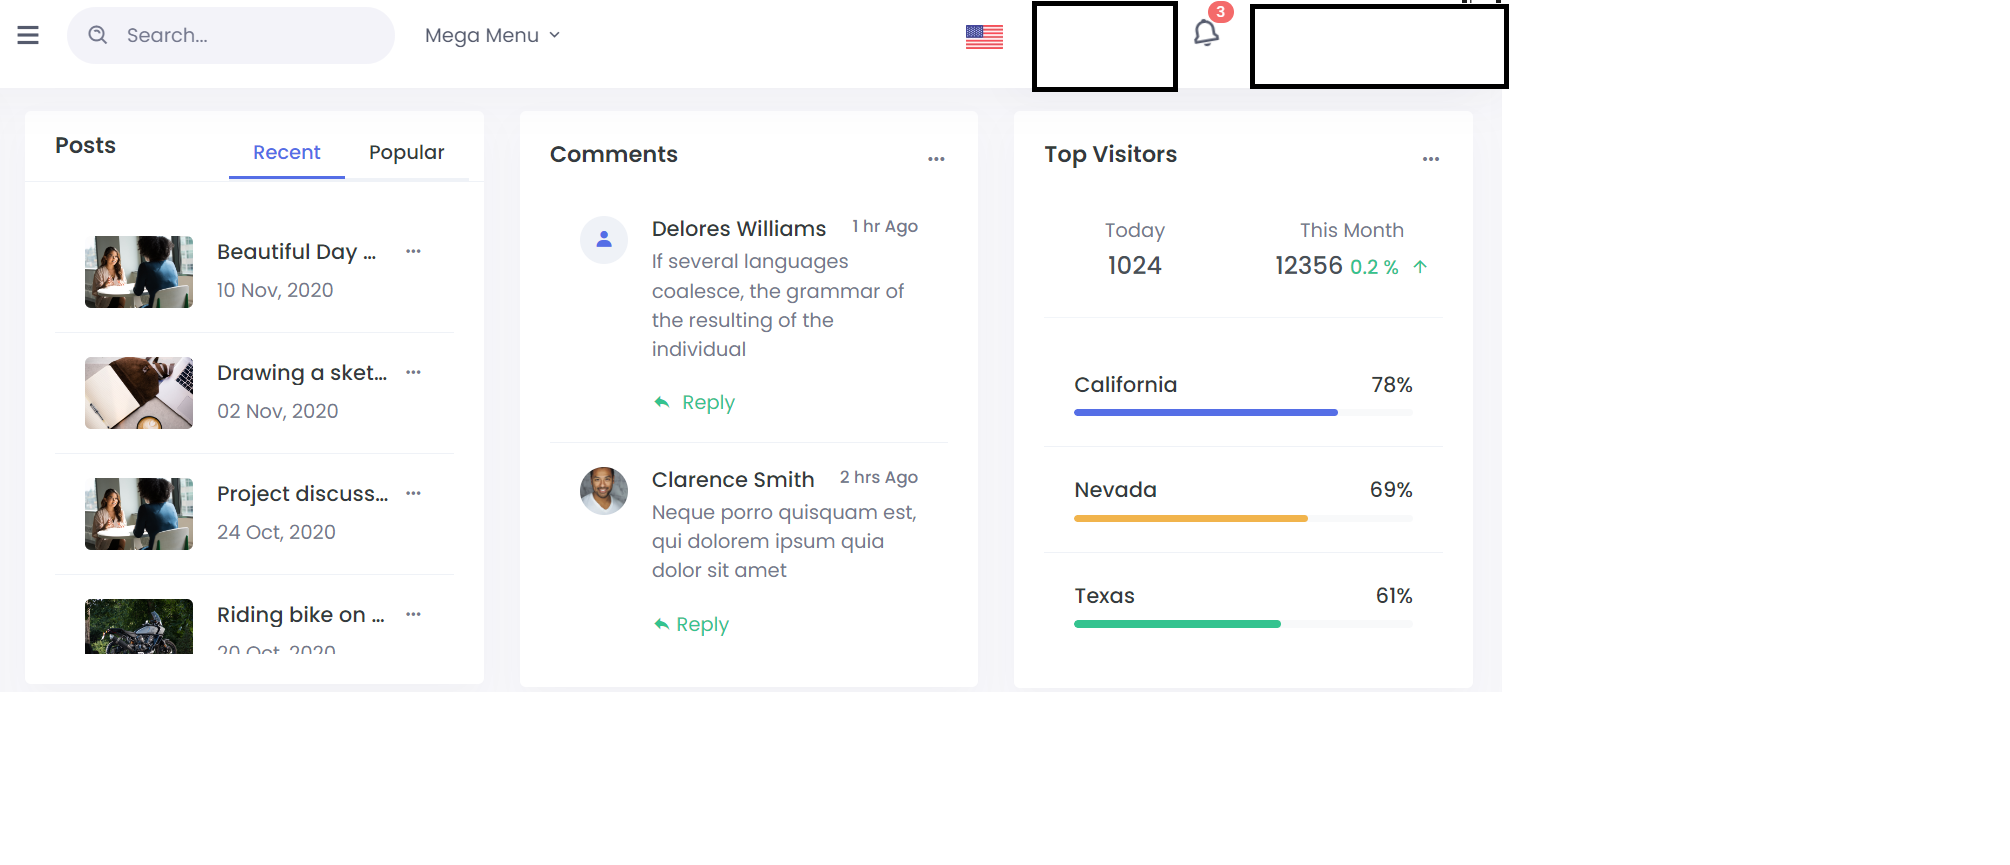 Search...
Mega Menu
3
Posts
Recent
Popular
Beautiful Day ...
10 Nov, 2020
Drawing a sket...
02 Nov, 2020
Project discuss...
24 Oct, 2020
Riding bike on ...
20 Oct, 2020
Comments
Delores Williams 1 hr Ago
If several languages
coalesce, the grammar of
the resulting of the
individual
Reply
Clarence Smith 2 hrs Ago
Neque porro quisquam est,
qui dolorem ipsum quia
dolor sit amet
Reply
Top Visitors
Today
1024
This Month
12356 0.2 %
California 78%
Nevada 69%
Texas 61%